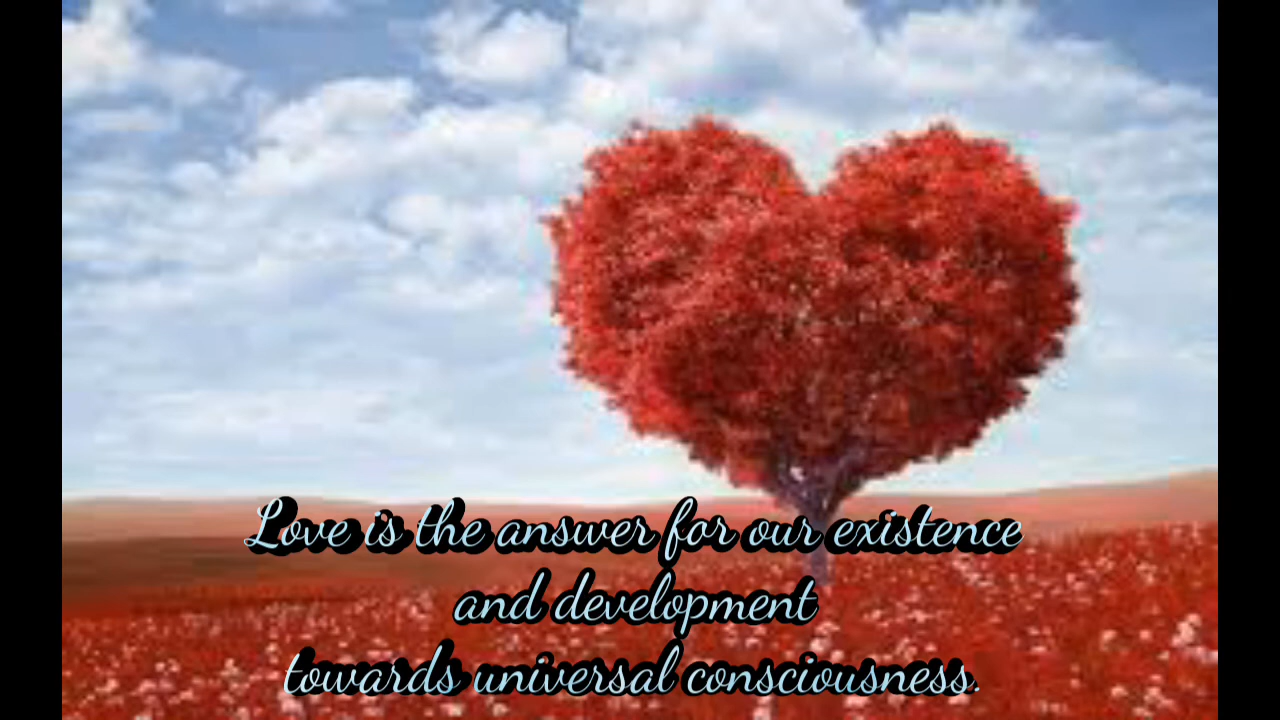 Love is the answer for our existence
and development
towards universal consciousness.